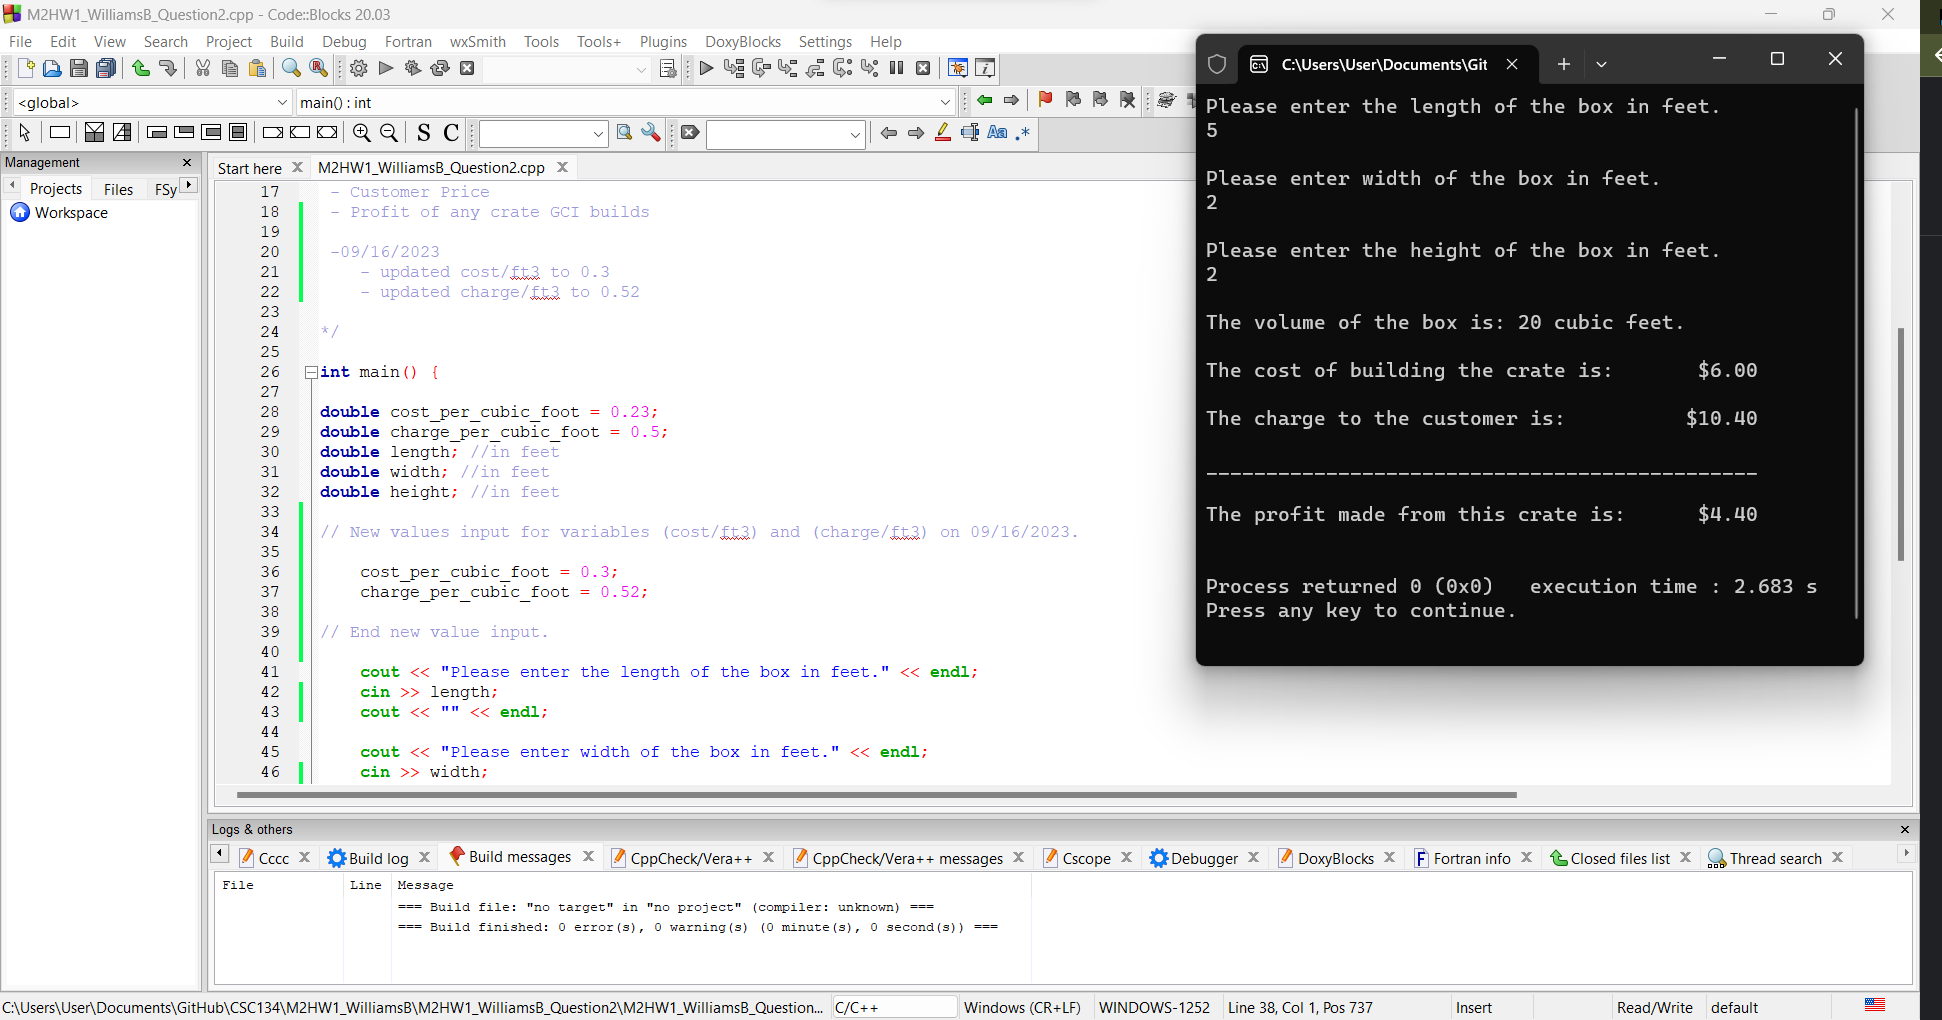 M2HW1_WilliamsB_Question2.cpp - Code::Blocks 20.03
File Edit View Search Project Build Debug Fortran wxSmith Tools Tools+ Plugins DoxyBlocks Settings Help
<global> main() : int
S C Aa .*
Management
Projects Files FSy
Workspace
Start here M2HW1_WilliamsB_Question2.cpp
17 - Customer Price
18 - Profit of any crate GCI builds
19
20 -09/16/2023
21 - updated cost/ft3 to 0.3
22 - updated charge/ft3 to 0.52
23
24 */
25
26 int main() {
27
28 double cost_per_cubic_foot = 0.23;
29 double charge_per_cubic_foot = 0.5;
30 double length; //in feet
31 double width; //in feet
32 double height; //in feet
33
34 // New values input for variables (cost/ft3) and (charge/ft3) on 09/16/2023.
35
36 cost_per_cubic_foot = 0.3;
37 charge_per_cubic_foot = 0.52;
38
39 // End new value input.
40
41 cout << "Please enter the length of the box in feet." << endl;
42 cin >> length;
43 cout << "" << endl;
44
45 cout << "Please enter width of the box in feet." << endl;
46 cin >> width;
C:\Users\User\Documents\Git
Please enter the length of the box in feet.
5
Please enter width of the box in feet.
2
Please enter the height of the box in feet.
2
The volume of the box is: 20 cubic feet.
The cost of building the crate is: $6.00
The charge to the customer is: $10.40
----------------------------------------------
The profit made from this crate is: $4.40
Process returned 0 (0x0) execution time : 2.683 s
Press any key to continue.
Logs & others
Cccc Build log Build messages CppCheck/Vera++ CppCheck/Vera++ messages Cscope Debugger DoxyBlocks Fortran info Closed files list Thread search
File Line Message
=== Build file: "no target" in "no project" (compiler: unknown) ===
=== Build finished: 0 error(s), 0 warning(s) (0 minute(s), 0 second(s)) ===
C:\Users\User\Documents\GitHub\CSC134\M2HW1_WilliamsB\M2HW1_WilliamsB_Question2\M2HW1_WilliamsB_Question... C/C++ Windows (CR+LF) WINDOWS-1252 Line 38, Col 1, Pos 737 Insert Read/Write default